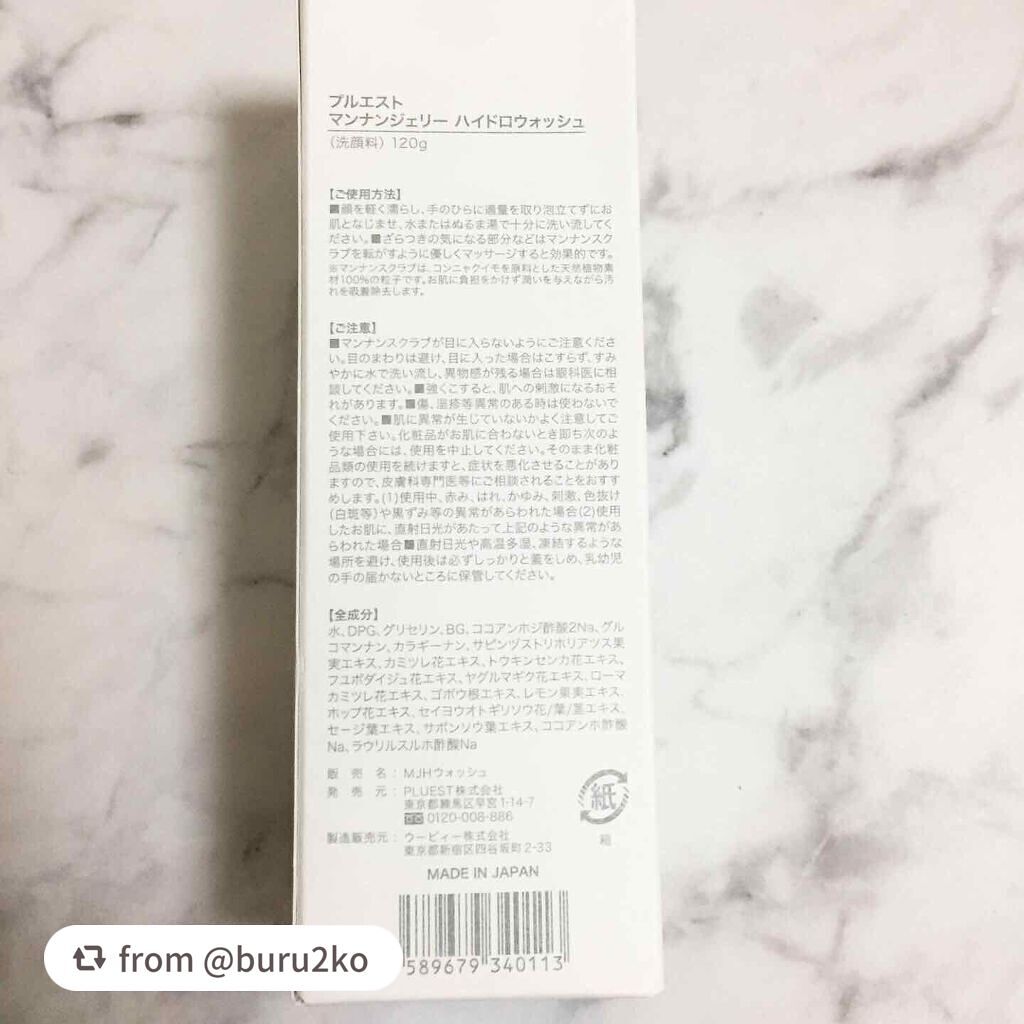 プルエスト
マンナンジェリー ハイドロウォッシュ
（洗顔料）120g
【ご使用方法】
■顔を軽く濡らし、手のひらに適量を取り泡立てずにお
肌となじませ、水またはぬるま湯で十分に洗い流してく
ださい。■ざらつきの気になる部分などはマンナンスク
ラブを転がすように優しくマッサージすると効果的です。
※マンナンスクラブは、コンニャクイモを原料とした天然植物素
材100%の粒子です。お肌に負担をかけず潤いを与えながら汚
れを吸着除去します。
【ご注意】
■マンナンスクラブが目に入らないようにご注意くださ
い。目のまわりは避け、目に入った場合はこすらず、すみ
やかに水で洗い流し、異物感が残る場合は眼科医に相
談してください。■強くこすると、肌への刺激になるおそ
れがあります。■傷、湿疹等異常のある時は使わないで
ください。■肌に異常が生じていないかよく注意してご
使用下さい。化粧品がお肌に合わないとき即ち次のよ
うな場合には、使用を中止してください。そのまま化粧
品類の使用を続けますと、症状を悪化させることがあり
ますので、皮膚科専門医等にご相談されることをおすす
めします。(1)使用中、赤み、はれ、かゆみ、刺激、色抜け
（白斑等）や黒ずみ等の異常があらわれた場合(2)使用
したお肌に、直射日光があたって上記のような異常があ
らわれた場合■直射日光や高温多湿、凍結するような
場所を避け、使用後は必ずしっかりと蓋をしめ、乳幼児
の手の届かないところに保管してください。
【全成分】
水、DPG、グリセリン、BG、ココアンホジ酢酸2Na、グル
コマンナン、カラギーナン、サピンヅストリホリアツス果
実エキス、カミツレ花エキス、トウキンセンカ花エキス、
フユボダイジュ花エキス、ヤグルマギク花エキス、ローマ
カミツレ花エキス、ゴボウ根エキス、レモン果実エキス、
ホップ花エキス、セイヨウオトギリソウ花/葉/茎エキス、
セージ葉エキス、サボンソウ葉エキス、ココアンホ酢酸
Na、ラウリルスルホ酢酸Na
販 売 名：MJHウォッシュ
発 売 元：PLUEST株式会社
東京都練馬区早宮1-14-7
0120-008-886
製造販売元：ウービィー株式会社
東京都新宿区四谷坂町2-33
紙
箱
MADE IN JAPAN
589679 340113
from @buru2ko